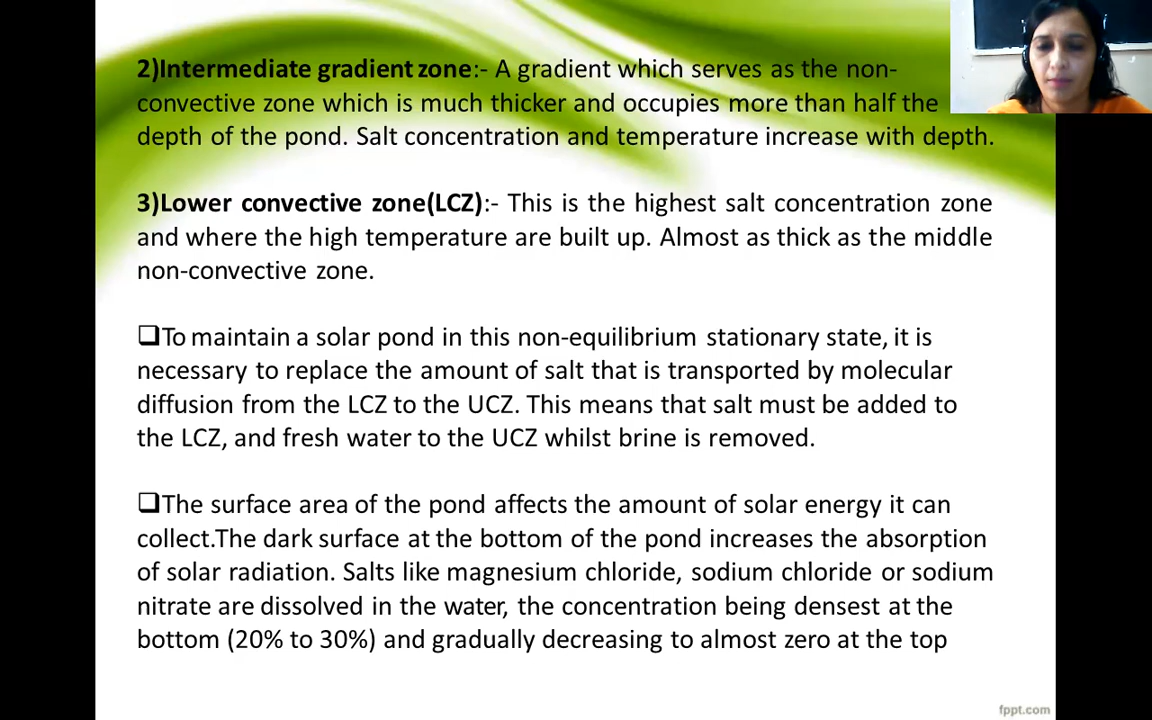 2)Intermediate gradient zone:- A gradient which serves as the non-
convective zone which is much thicker and occupies more than half the
depth of the pond. Salt concentration and temperature increase with depth.
3)Lower convective zone(LCZ):- This is the highest salt concentration zone
and where the high temperature are built up. Almost as thick as the middle
non-convective zone.
❑To maintain a solar pond in this non-equilibrium stationary state, it is
necessary to replace the amount of salt that is transported by molecular
diffusion from the LCZ to the UCZ. This means that salt must be added to
the LCZ, and fresh water to the UCZ whilst brine is removed.
❑The surface area of the pond affects the amount of solar energy it can
collect.The dark surface at the bottom of the pond increases the absorption
of solar radiation. Salts like magnesium chloride, sodium chloride or sodium
nitrate are dissolved in the water, the concentration being densest at the
bottom (20% to 30%) and gradually decreasing to almost zero at the top
fppt.com